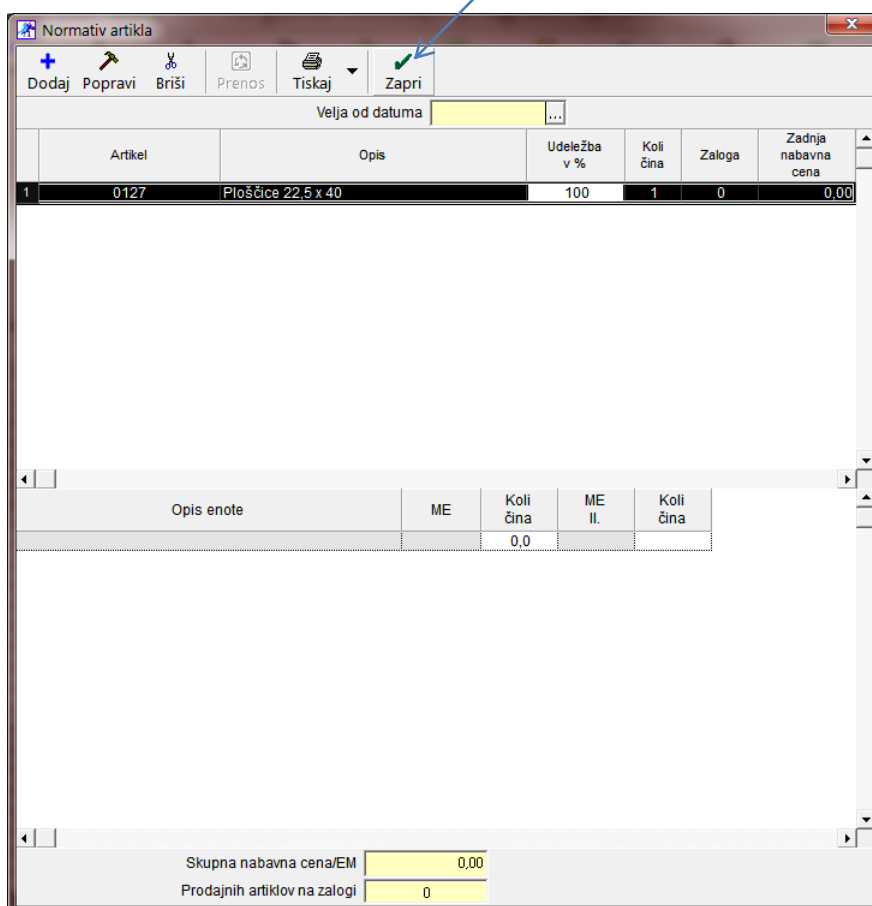 Normativ artikla
Dodaj Popravi Briši Prenos Tiskaj Zapri
Velja od datuma ...
Artikel Opis Udeležba v % Koli čina Zaloga Zadnja nabavna cena
1 0127 Ploščice 22,5 x 40 100 1 0 0,00
Opis enote ME Koli čina ME II. Koli čina
0,0
Skupna nabavna cena/EM 0,00
Prodajnih artiklov na zalogi 0